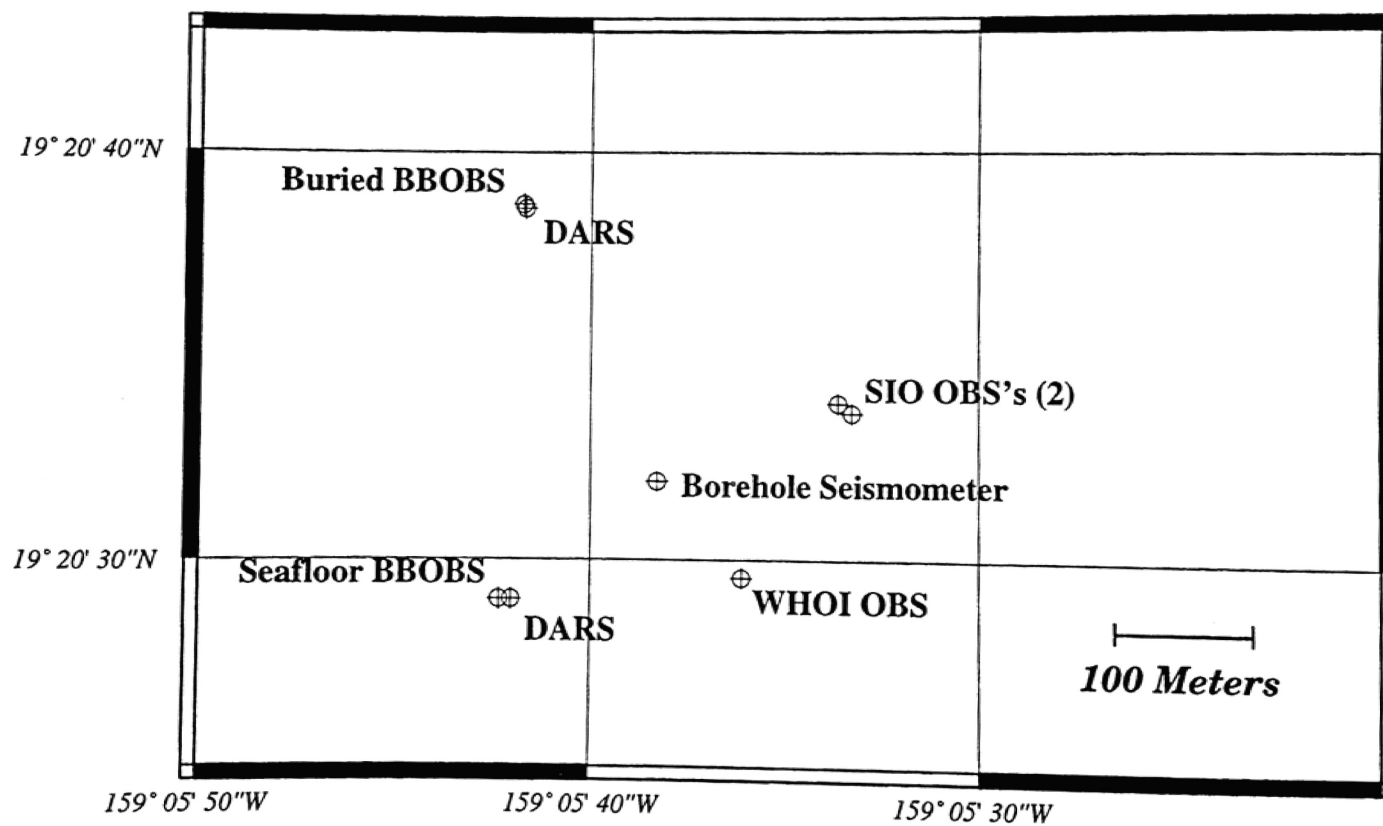 19° 20' 40"N
Buried BBOBS
DARS
SIO OBS's (2)
Borehole Seismometer
19° 20' 30"N
Seafloor BBOBS
WHOI OBS
DARS
100 Meters
159° 05' 50"W
159° 05' 40"W
159° 05' 30"W